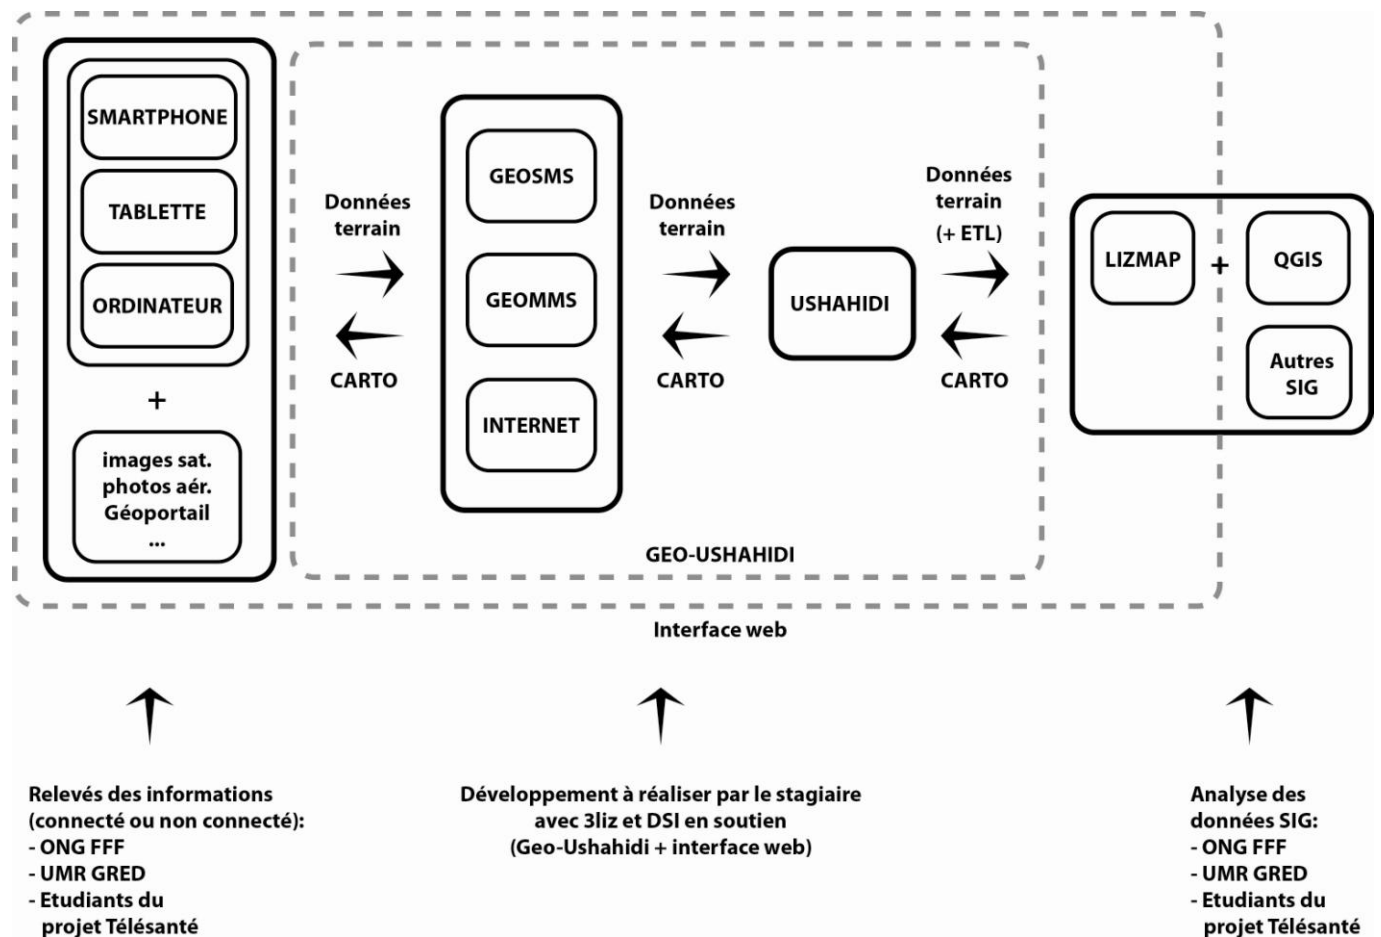 SMARTPHONE
TABLETTE
ORDINATEUR
+
images sat.
photos aér.
Géoportail
...
Données
terrain
CARTO
GEOSMS
GEOMMS
INTERNET
Données
terrain
CARTO
USHAHIDI
Données
terrain
(+ ETL)
CARTO
LIZMAP
+
QGIS
Autres
SIG
GEO-USHAHIDI
Interface web
Relevés des informations
(connecté ou non connecté):
- ONG FFF
- UMR GRED
- Etudiants du
projet Télésanté
Développement à réaliser par le stagiaire
avec 3liz et DSI en soutien
(Geo-Ushahidi + interface web)
Analyse des
données SIG:
- ONG FFF
- UMR GRED
- Etudiants du
projet Télésanté